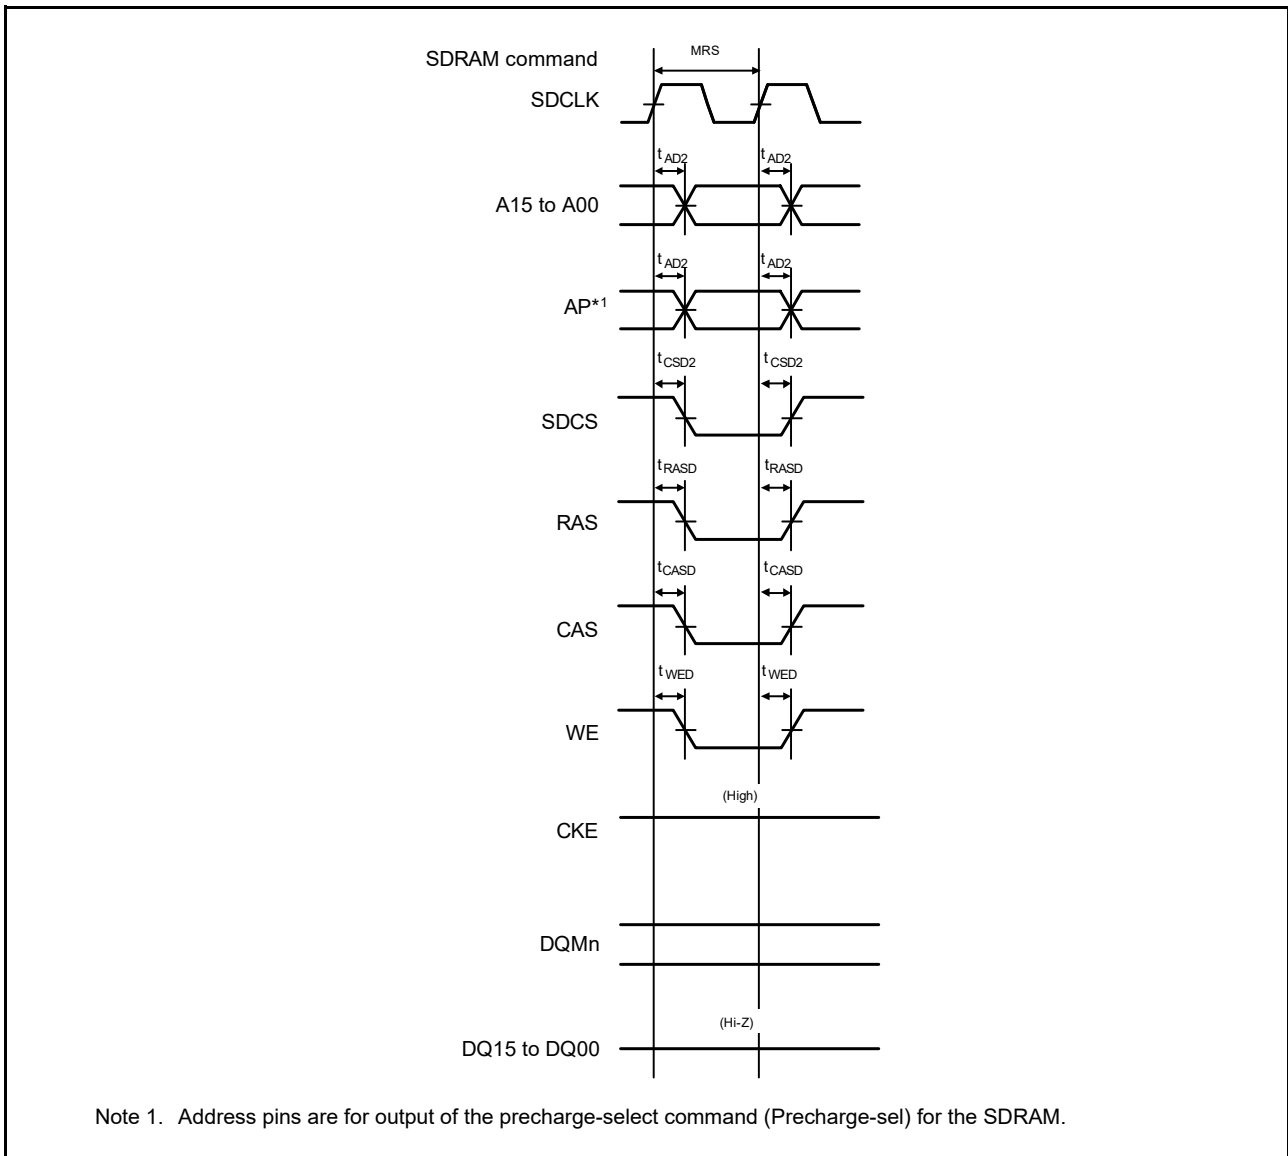 SDRAM command
MRS
SDCLK
tAD2 tAD2
A15 to A00
tAD2 tAD2
AP*1
tCSD2 tCSD2
SDCS
tRASD tRASD
RAS
tCASD tCASD
CAS
tWED tWED
WE
(High)
CKE
DQMn
(Hi-Z)
DQ15 to DQ00
Note 1. Address pins are for output of the precharge-select command (Precharge-sel) for the SDRAM.